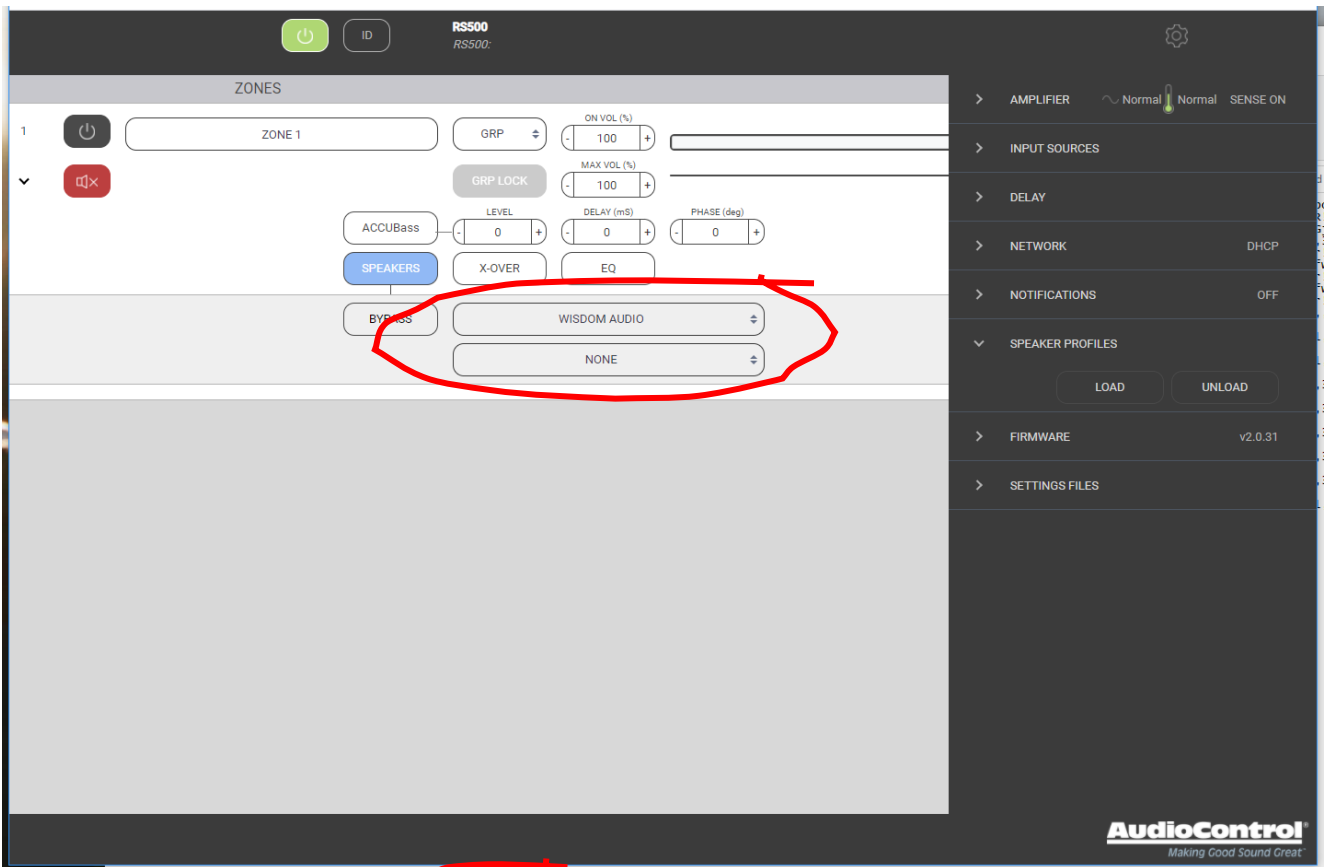 ID
RS500
RS500:
ZONES
1
ZONE 1
GRP
ON VOL (%)
- 100 +
GRP LOCK
MAX VOL (%)
- 100 +
ACCUBass
LEVEL
- 0 +
DELAY (mS)
- 0 +
PHASE (deg)
- 0 +
SPEAKERS
X-OVER
EQ
BYPASS
WISDOM AUDIO
NONE
AMPLIFIER Normal Normal SENSE ON
INPUT SOURCES
DELAY
NETWORK DHCP
NOTIFICATIONS OFF
SPEAKER PROFILES
LOAD UNLOAD
FIRMWARE v2.0.31
SETTINGS FILES
AudioControl®
Making Good Sound Great™